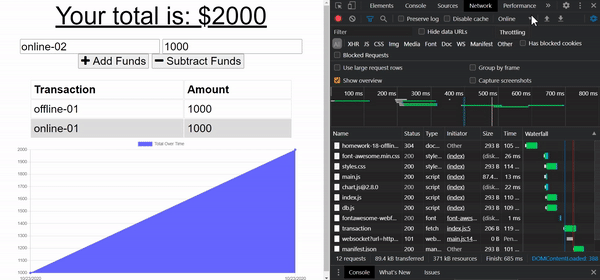 Your total is: $2000
online-02 1000
+ Add Funds − Subtract Funds
Transaction Amount
offline-01 1000
online-01 1000
Total Over Time
2000
1900
1800
1700
1600
1500
1400
1300
1200
1100
1000
10/23/2020 10/23/2020
Elements Console Sources Network Performance
Preserve log Disable cache Online
Filter Hide data URLs Throttling
All XHR JS CSS Img Media Font Doc WS Manifest Other Has blocked cookies
Blocked Requests
Use large request rows Group by frame
Show overview Capture screenshots
100 ms 200 ms 300 ms 400 ms 500 ms 600 ms 700 ms 800 ms
Name Status Type Initiator Size Time Waterfall
homework-18-offlin... 304 doc... Other 293 B 105 ...
font-awesome.min.css 200 style... (index) (disk... 26 ms
styles.css 200 style... (index) 293 B 114 ...
main.js 200 script (index) 87.4... 13 ms
chart.js@2.8.0 200 script (index) (disk... 22 ms
index.js 200 script (index) 293 B 109 ...
db.js 200 script (index) 293 B 110 ...
fontawesome-webf... 200 font font-awes... (disk... 1 ms
transaction 200 fetch index.js:5 206 B 119 ...
websocket?url=http... 101 web... main.js:14... 0 B Pen...
manifest.json 200 manif... Other 293 B 105 ...
12 requests 89.4 kB transferred 371 kB resources Finish: 685 ms DOMContentLoaded: 388
Console What's New Issues